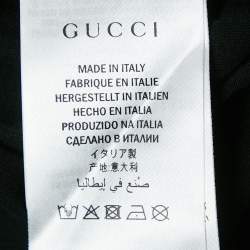 GUCCI
MADE IN ITALY
FABRIQUE EN ITALIE
HERGESTELLT IN ITALIEN
HECHO EN ITALIA
PRODUZIDO NA ITALIA
СДЕЛАНО В ИТАЛИИ
イタリア製
产地:意大利
صنع في إيطاليا